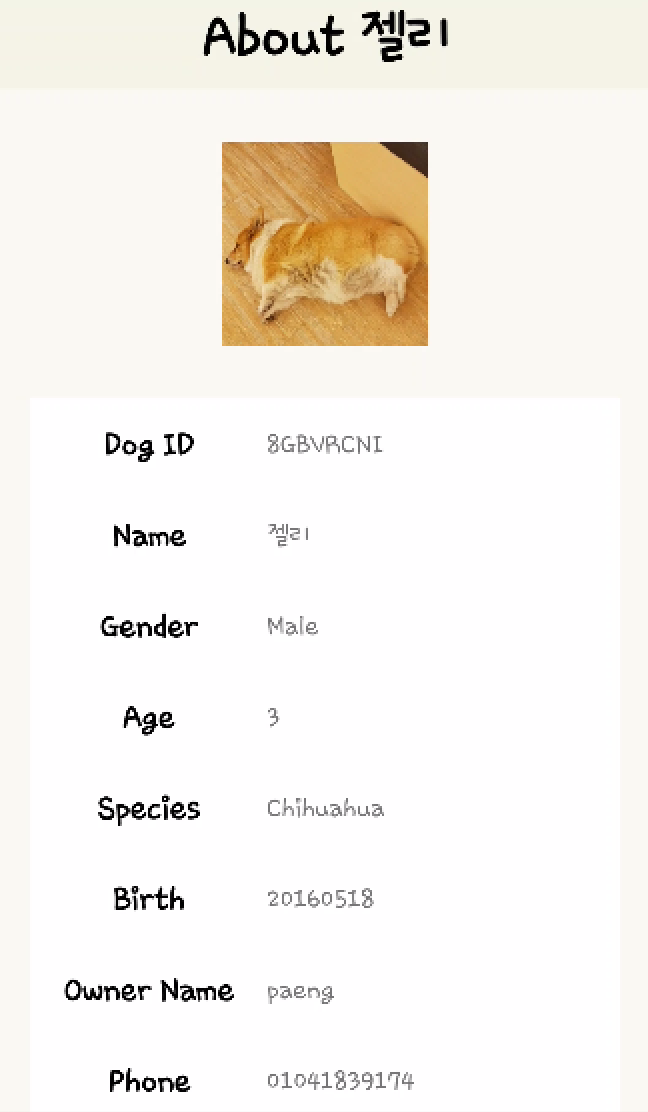 About 젤리
Dog ID 8GBVRCNI
Name 젤리
Gender Male
Age 3
Species Chihuahua
Birth 20160518
Owner Name paeng
Phone 01041839174